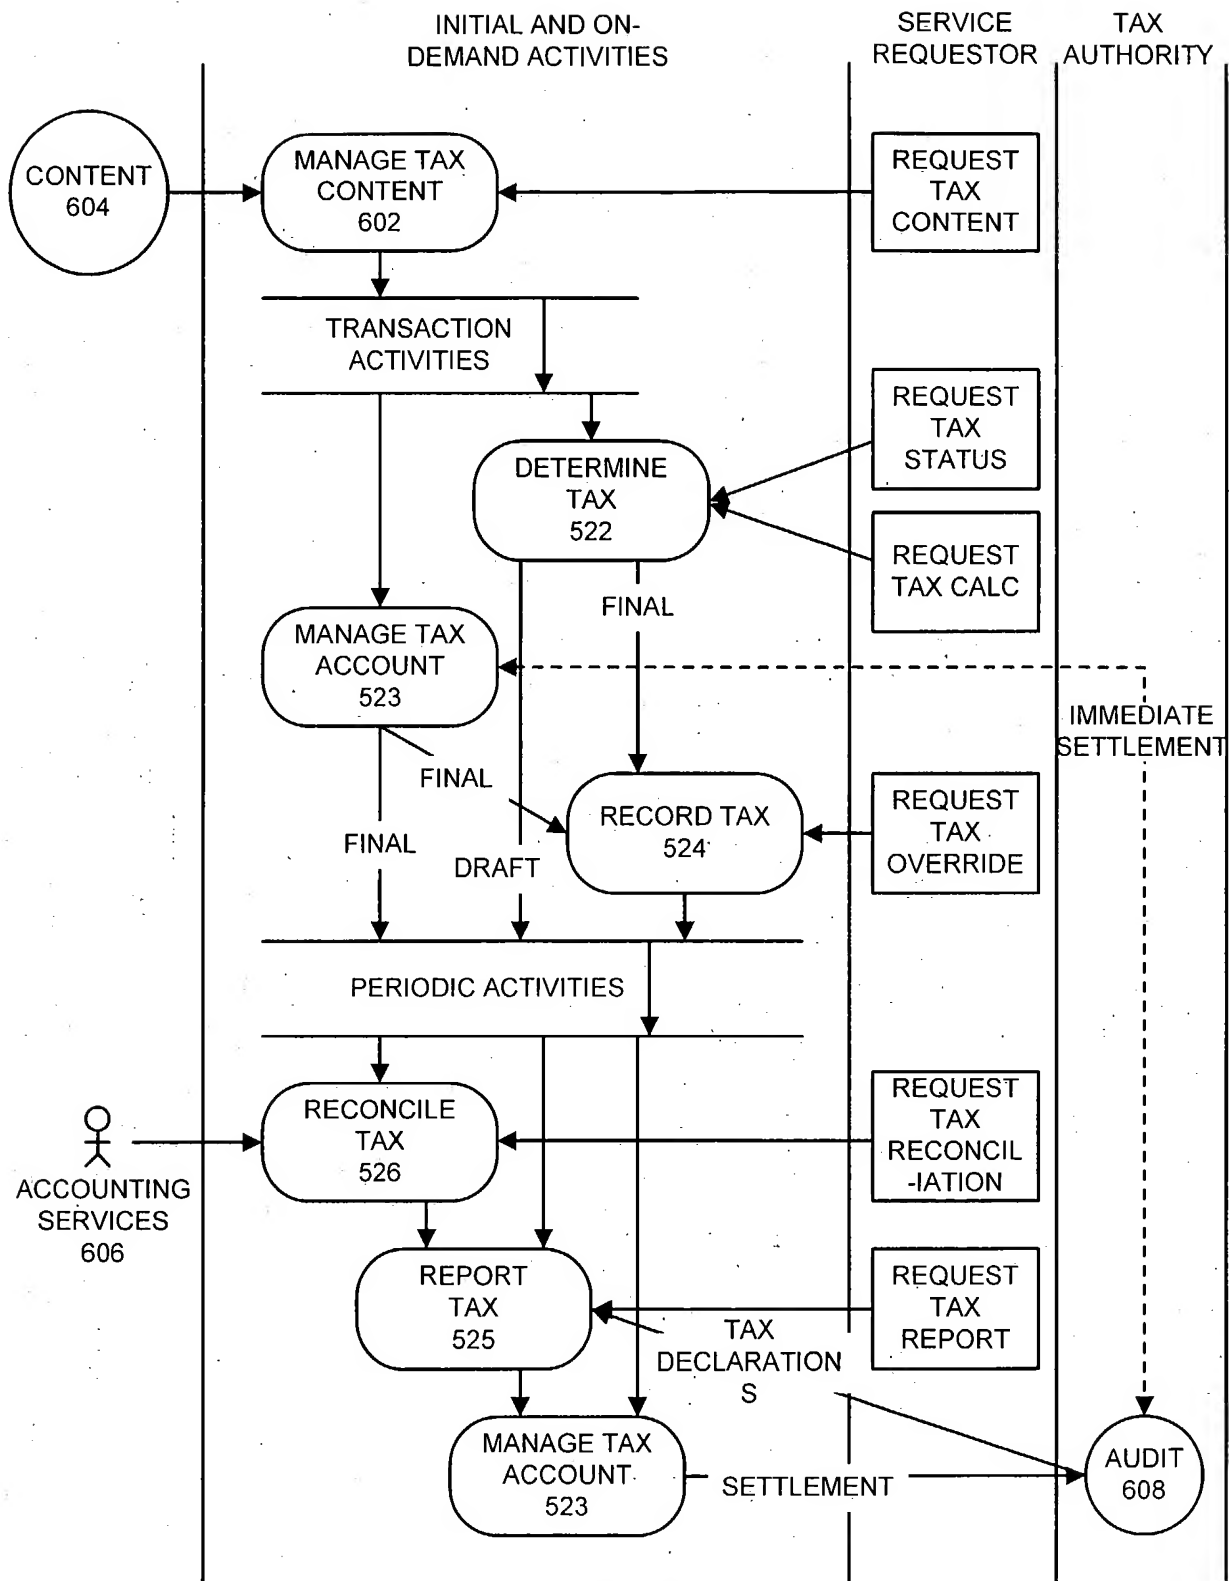 INITIAL AND ON-
DEMAND ACTIVITIES
SERVICE
REQUESTOR
TAX
AUTHORITY
CONTENT
604
MANAGE TAX
CONTENT
602
REQUEST
TAX
CONTENT
TRANSACTION
ACTIVITIES
REQUEST
TAX
STATUS
DETERMINE
TAX
522
REQUEST
TAX CALC
FINAL
MANAGE TAX
ACCOUNT
523
IMMEDIATE
SETTLEMENT
FINAL
RECORD TAX
524
REQUEST
TAX
OVERRIDE
FINAL
DRAFT
PERIODIC ACTIVITIES
RECONCILE
TAX
526
REQUEST
TAX
RECONCIL
-IATION
ACCOUNTING
SERVICES
606
REPORT
TAX
525
REQUEST
TAX
REPORT
TAX
DECLARATION
S
MANAGE TAX
ACCOUNT
523
SETTLEMENT
AUDIT
608